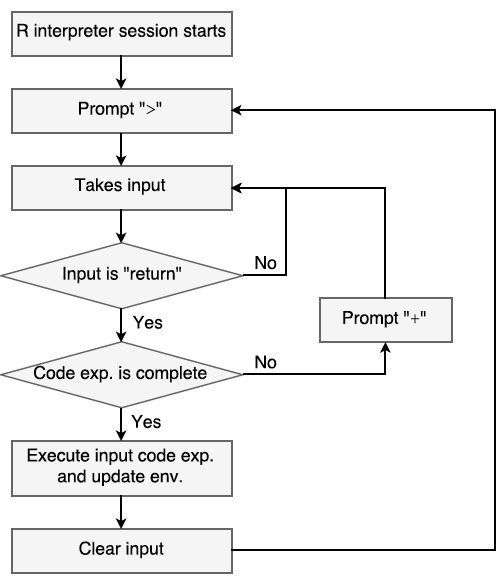 R interpreter session starts
Prompt ">"
Takes input
Input is "return"
No
Yes
Prompt "+"
Code exp. is complete
No
Yes
Execute input code exp.
and update env.
Clear input